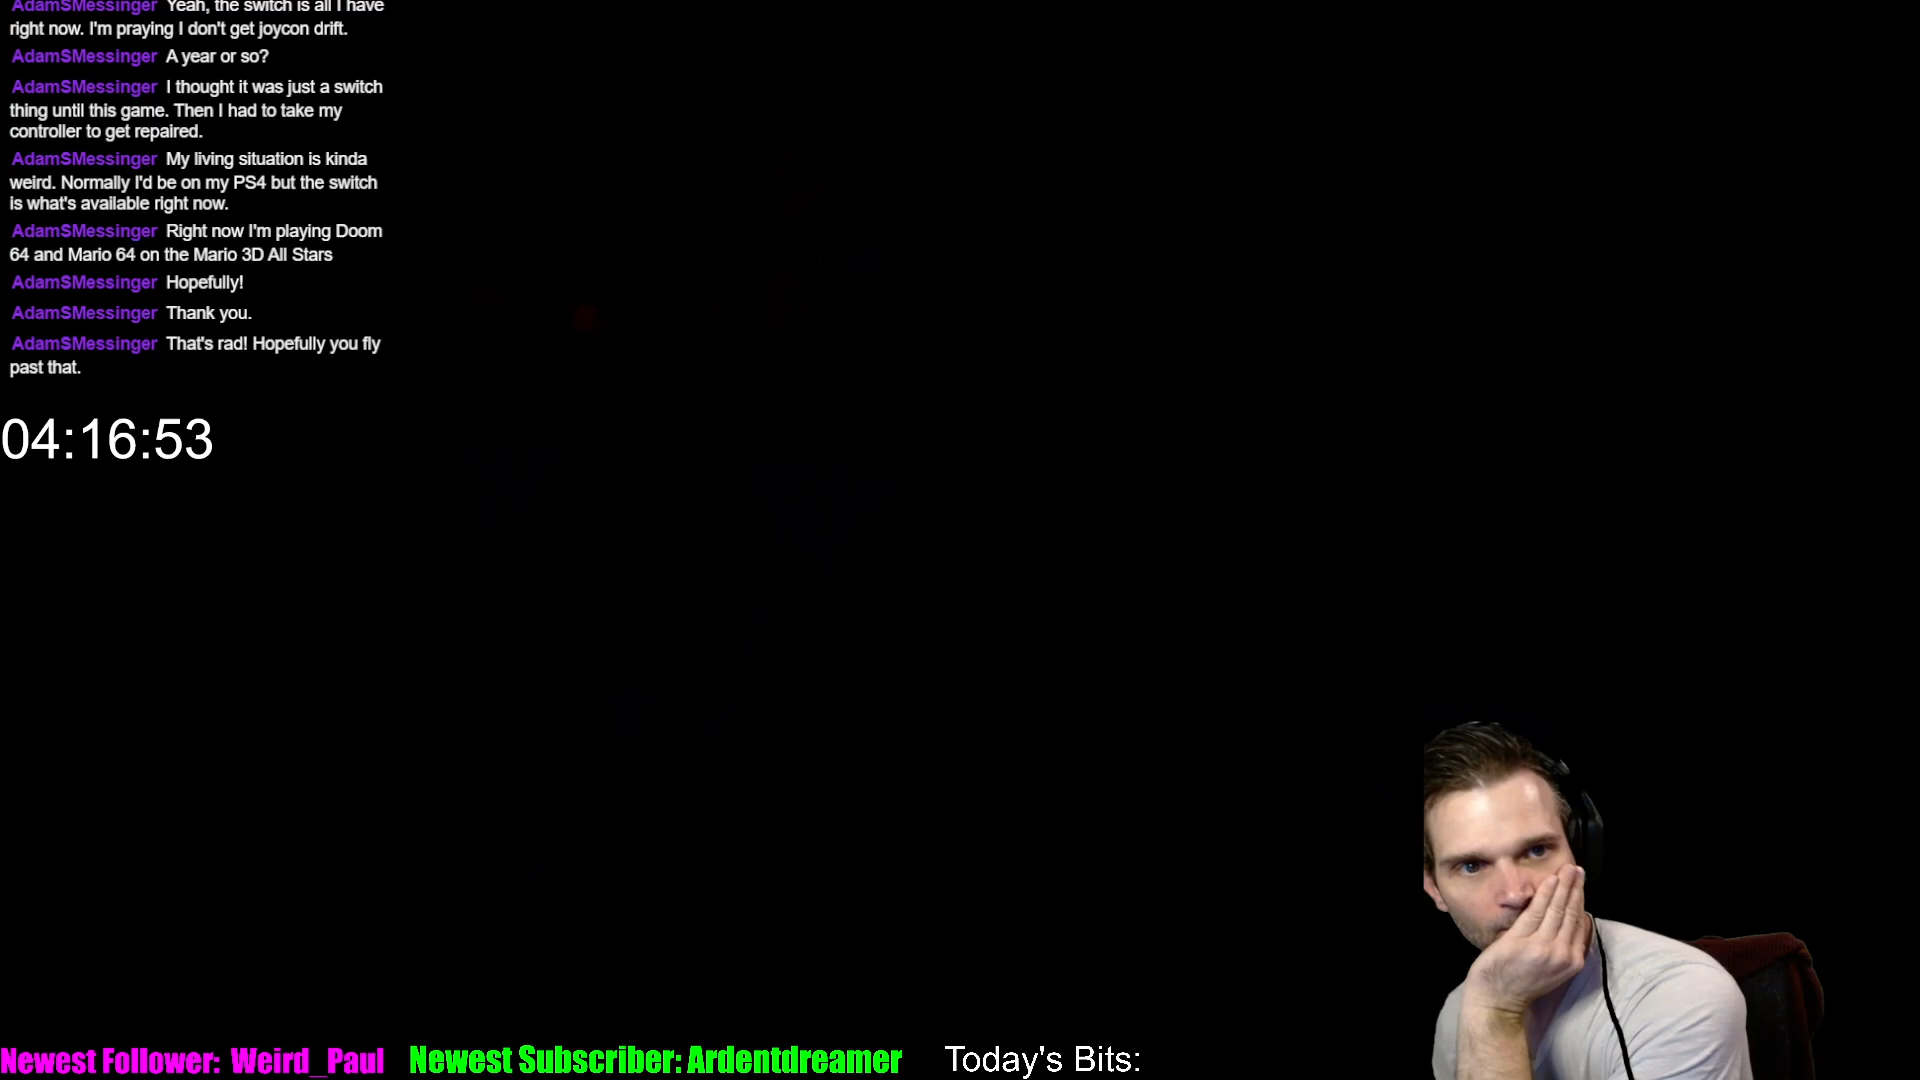 AdamSMessinger Yeah, the switch is all I have
right now. I'm praying I don't get joycon drift.
AdamSMessinger A year or so?
AdamSMessinger I thought it was just a switch
thing until this game. Then I had to take my
controller to get repaired.
AdamSMessinger My living situation is kinda
weird. Normally I'd be on my PS4 but the switch
is what's available right now.
AdamSMessinger Right now I'm playing Doom
64 and Mario 64 on the Mario 3D All Stars
AdamSMessinger Hopefully!
AdamSMessinger Thank you.
AdamSMessinger That's rad! Hopefully you fly
past that.
04:16:53
Newest Follower: Weird_Paul Newest Subscriber: Ardentdreamer Today's Bits: